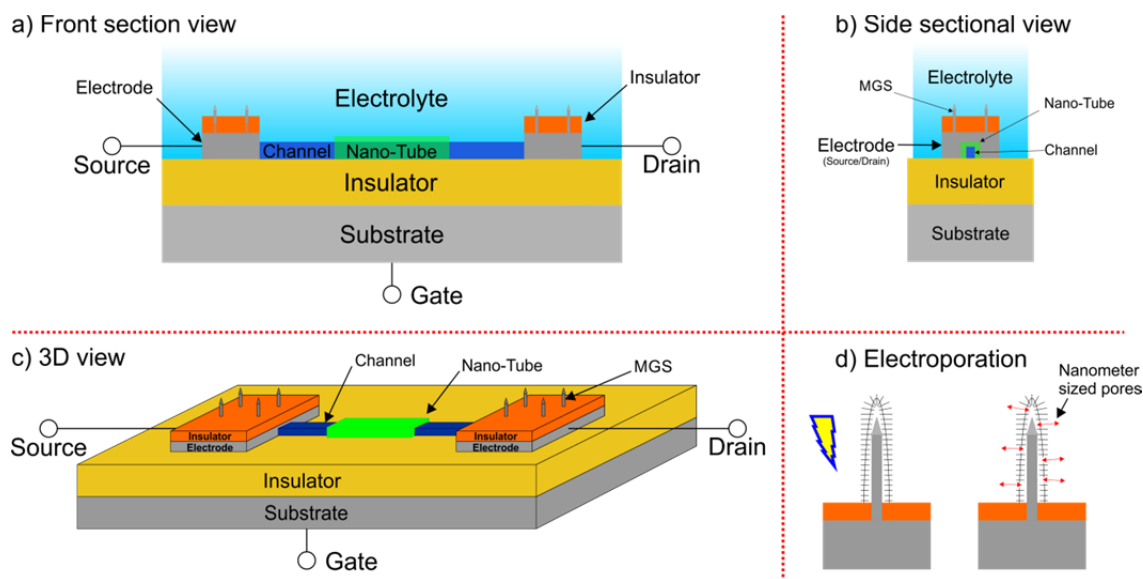 a) Front section view
Electrode
Insulator
Electrolyte
Source
Channel
Nano-Tube
Drain
Insulator
Substrate
Gate
b) Side sectional view
Electrolyte
MGS
Nano-Tube
Electrode
(Source/Drain)
Channel
Insulator
Substrate
c) 3D view
Channel
Nano-Tube
MGS
Source
Insulator
Electrode
Insulator
Electrode
Drain
Insulator
Substrate
Gate
d) Electroporation
Nanometer
sized pores